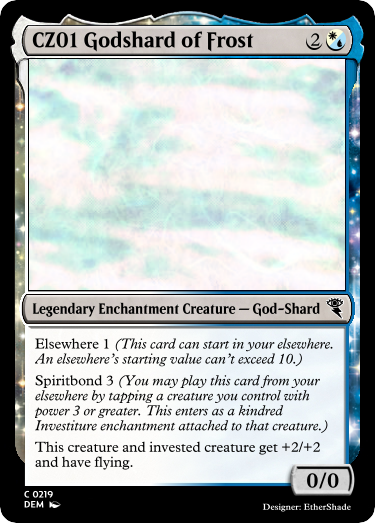 CZ01 Godshard of Frost 2
Legendary Enchantment Creature — God-Shard
Elsewhere 1 (This card can start in your elsewhere.
An elsewhere's starting value can't exceed 10.)
Spiritbond 3 (You may play this card from your
elsewhere by tapping a creature you control with
power 3 or greater. This enters as a kindred
Investiture enchantment attached to that creature.)
This creature and invested creature get +2/+2
and have flying.
0/0
C 0219
DEM
Designer: EtherShade